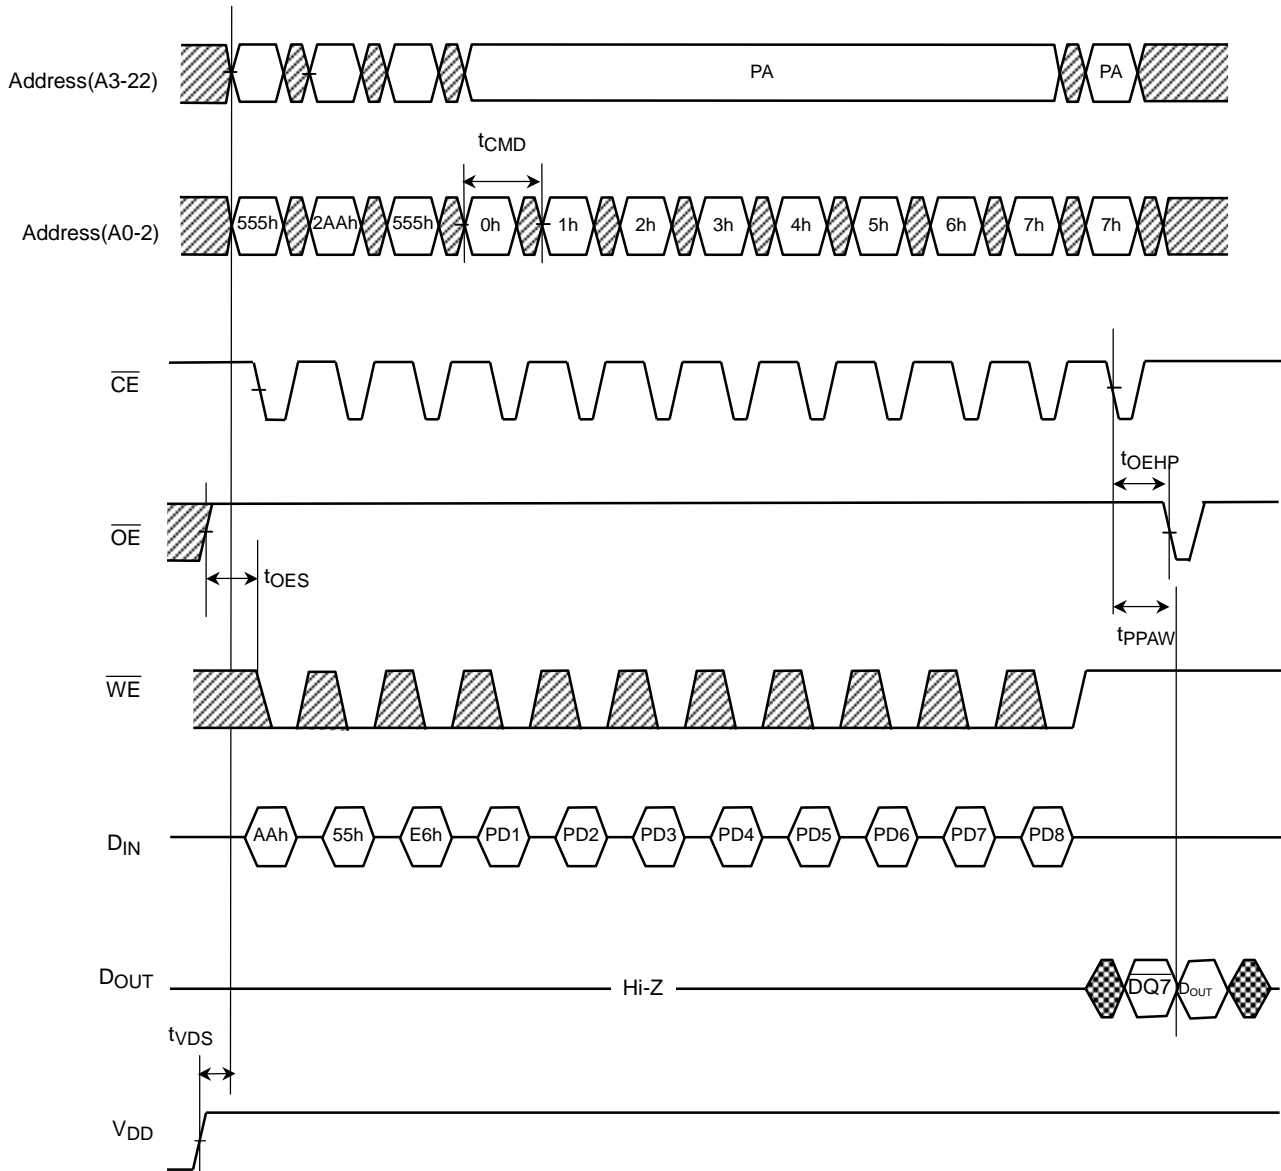 Address(A3-22) PA PA
tCMD
Address(A0-2) 555h 2AAh 555h 0h 1h 2h 3h 4h 5h 6h 7h 7h
CE
tOEHP
OE
tOES
tPPAW
WE
DIN AAh 55h E6h PD1 PD2 PD3 PD4 PD5 PD6 PD7 PD8
DOUT Hi-Z DQ7 DOUT
tVDS
VDD